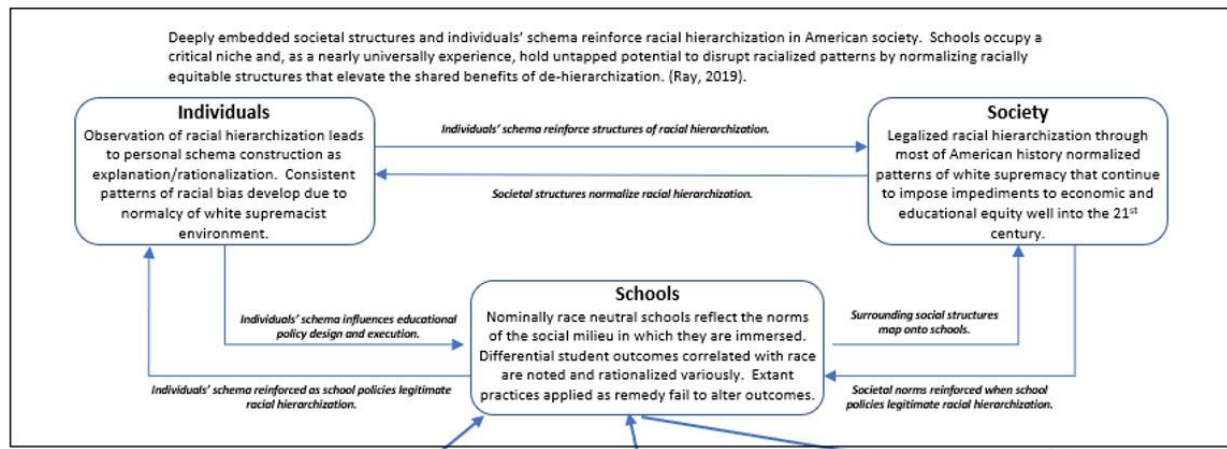 Deeply embedded societal structures and individuals' schema reinforce racial hierarchization in American society. Schools occupy a
critical niche and, as a nearly universally experience, hold untapped potential to disrupt racialized patterns by normalizing racially
equitable structures that elevate the shared benefits of de-hierarchization. (Ray, 2019).
Individuals
Observation of racial hierarchization leads
to personal schema construction as
explanation/rationalization. Consistent
patterns of racial bias develop due to
normalcy of white supremacist
environment.
Individuals' schema reinforce structures of racial hierarchization.
Societal structures normalize racial hierarchization.
Society
Legalized racial hierarchization through
most of American history normalized
patterns of white supremacy that continue
to impose impediments to economic and
educational equity well into the 21st
century.
Individuals' schema influences educational
policy design and execution.
Individuals' schema reinforced as school policies legitimate
racial hierarchization.
Schools
Nominally race neutral schools reflect the norms
of the social milieu in which they are immersed.
Differential student outcomes correlated with race
are noted and rationalized variously. Extant
practices applied as remedy fail to alter outcomes.
Surrounding social structures
map onto schools.
Societal norms reinforced when school
policies legitimate racial hierarchization.